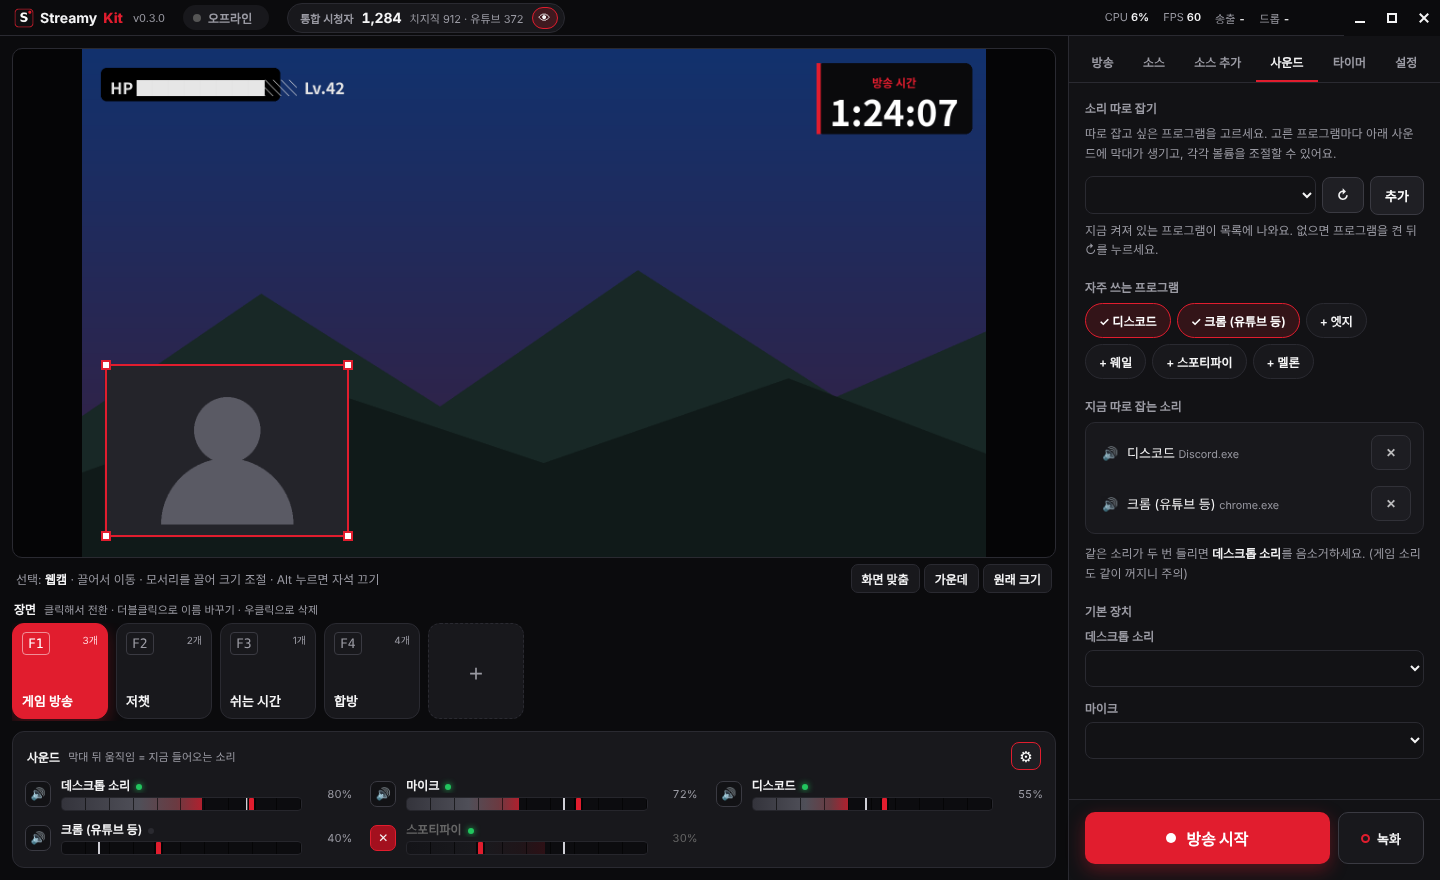 S Streamy Kit v0.3.0 오프라인 통합 시청자 1,284 치지직 912 · 유튜브 372 CPU 6% FPS 60 송출 - 드롭 -
HP Lv.42
방송 시간
1:24:07
선택: 웹캠 · 끌어서 이동 · 모서리를 끌어 크기 조절 · Alt 누르면 자석 끄기 화면 맞춤 가운데 원래 크기
장면 클릭해서 전환 · 더블클릭으로 이름 바꾸기 · 우클릭으로 삭제
F1 3개 F2 2개 F3 1개 F4 4개
+
게임 방송 저챗 쉬는 시간 합방
사운드 막대 뒤 움직임 = 지금 들어오는 소리
데스크톱 소리 80% 마이크 72% 디스코드 55%
크롬 (유튜브 등) 40% 스포티파이 30%
방송 소스 소스 추가 사운드 타이머 설정
소리 따로 잡기
따로 잡고 싶은 프로그램을 고르세요. 고른 프로그램마다 아래 사운
드에 막대가 생기고, 각각 볼륨을 조절할 수 있어요.
↻ 추가
지금 켜져 있는 프로그램이 목록에 나와요. 없으면 프로그램을 켠 뒤
↻를 누르세요.
자주 쓰는 프로그램
✓ 디스코드 ✓ 크롬 (유튜브 등) + 엣지
+ 웨일 + 스포티파이 + 멜론
지금 따로 잡는 소리
디스코드 Discord.exe ✕
크롬 (유튜브 등) chrome.exe ✕
같은 소리가 두 번 들리면 데스크톱 소리를 음소거하세요. (게임 소리
도 같이 꺼지니 주의)
기본 장치
데스크톱 소리
마이크
방송 시작 녹화